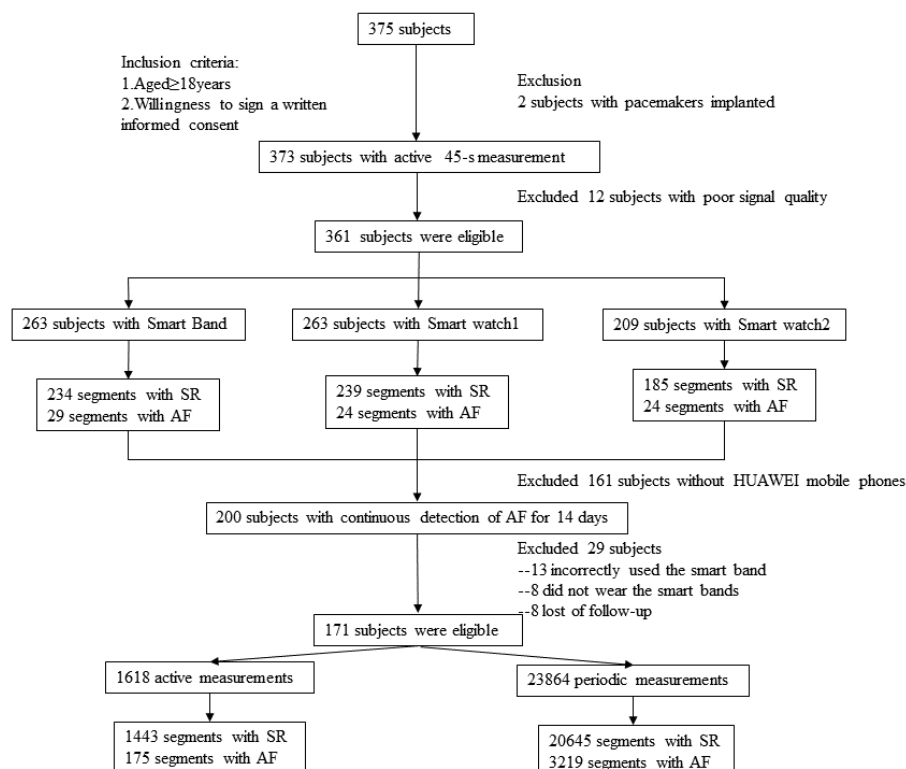 375 subjects
Inclusion criteria:
1.Aged≥18years
2.Willingness to sign a written
informed consent
Exclusion
2 subjects with pacemakers implanted
373 subjects with active 45-s measurement
Excluded 12 subjects with poor signal quality
361 subjects were eligible
263 subjects with Smart Band
263 subjects with Smart watch1
209 subjects with Smart watch2
234 segments with SR
29 segments with AF
239 segments with SR
24 segments with AF
185 segments with SR
24 segments with AF
Excluded 161 subjects without HUAWEI mobile phones
200 subjects with continuous detection of AF for 14 days
Excluded 29 subjects
--13 incorrectly used the smart band
--8 did not wear the smart bands
--8 lost of follow-up
171 subjects were eligible
1618 active measurements
23864 periodic measurements
1443 segments with SR
175 segments with AF
20645 segments with SR
3219 segments with AF